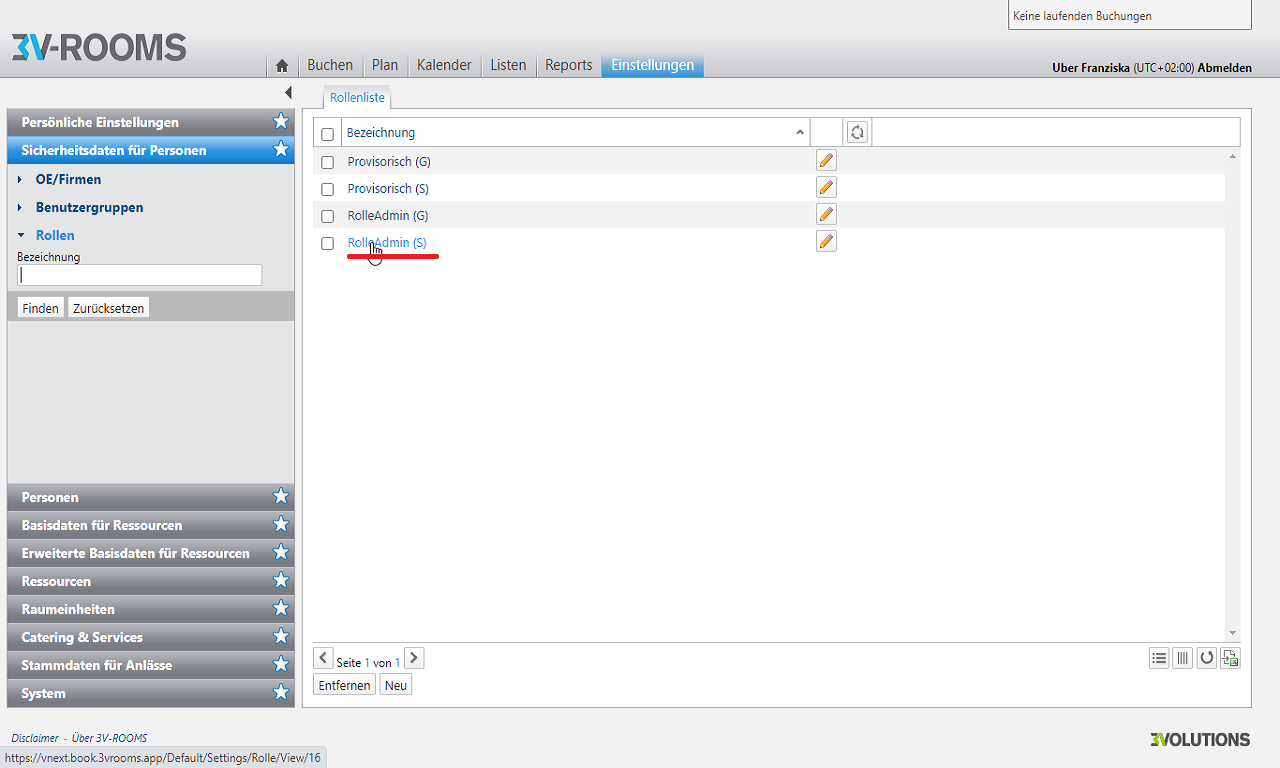 Keine laufenden Buchungen
3V-ROOMS
Buchen
Plan
Kalender
Listen
Reports
Einstellungen
Uber Franziska (UTC+02:00) Abmelden
Rollenliste
Persönliche Einstellungen
Sicherheitsdaten für Personen
OE/Firmen
Benutzergruppen
Rollen
Bezeichnung
Finden
Zurücksetzen
Personen
Basisdaten für Ressourcen
Erweiterte Basisdaten für Ressourcen
Ressourcen
Raumeinheiten
Catering & Services
Stammdaten für Anlässe
System
Bezeichnung
Provisorisch (G)
Provisorisch (S)
RolleAdmin (G)
RolleAdmin (S)
Seite 1 von 1
Entfernen
Neu
Disclaimer - Über 3V-ROOMS
3VOLUTIONS
https://vnext.book.3vrooms.app/Default/Settings/Rolle/View/16